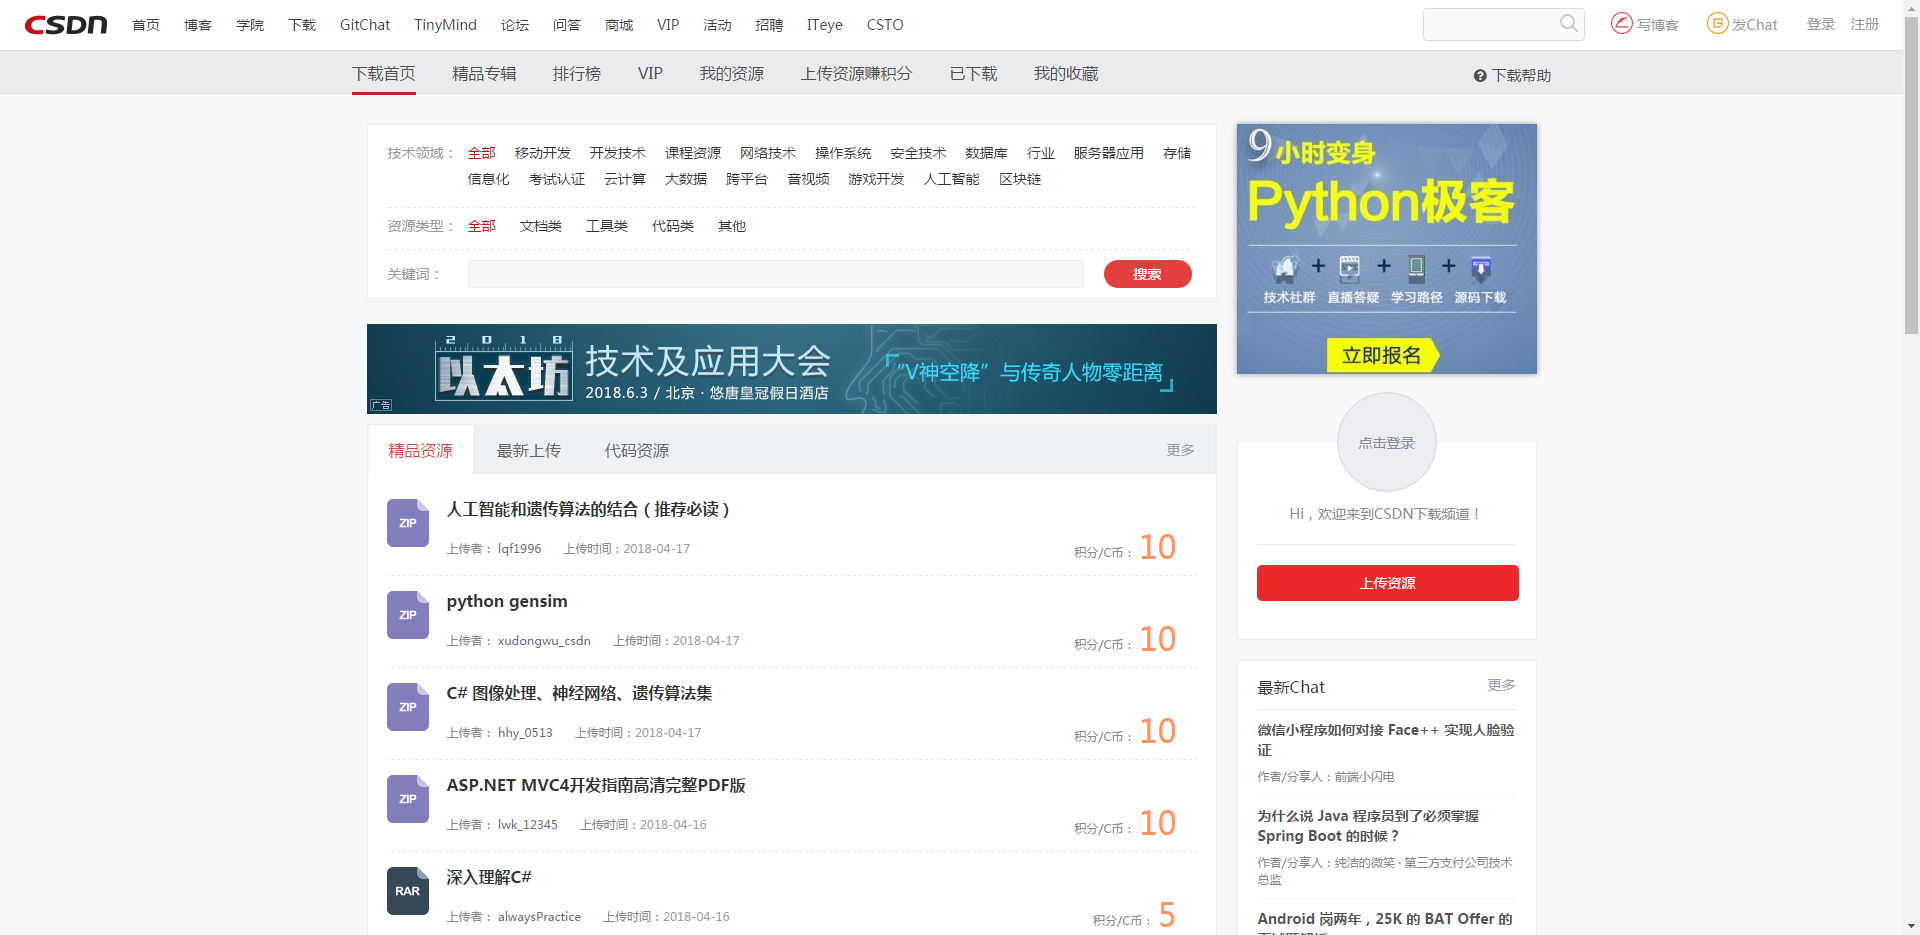 CSDN 首页 博客 学院 下载 GitChat TinyMind 论坛 问答 商城 VIP 活动 招聘 ITeye CSTO 写博客 发Chat 登录 注册
下载首页 精品专辑 排行榜 VIP 我的资源 上传资源赚积分 已下载 我的收藏 下载帮助
技术领域： 全部 移动开发 开发技术 课程资源 网络技术 操作系统 安全技术 数据库 行业 服务器应用 存储
信息化 考试认证 云计算 大数据 跨平台 音视频 游戏开发 人工智能 区块链
资源类型： 全部 文档类 工具类 代码类 其他
关键词： 搜索
2018
以太坊 技术及应用大会
2018.6.3 / 北京 · 悠唐皇冠假日酒店
“V神空降”与传奇人物零距离
广告
精品资源 最新上传 代码资源 更多
ZIP 人工智能和遗传算法的结合（推荐必读）
上传者： lqf1996 上传时间：2018-04-17 积分/C币： 10
ZIP python gensim
上传者： xudongwu_csdn 上传时间：2018-04-17 积分/C币： 10
ZIP C# 图像处理、神经网络、遗传算法集
上传者： hhy_0513 上传时间：2018-04-17 积分/C币： 10
ZIP ASP.NET MVC4开发指南高清完整PDF版
上传者： lwk_12345 上传时间：2018-04-16 积分/C币： 10
RAR 深入理解C#
上传者： alwaysPractice 上传时间：2018-04-16 积分/C币： 5
9小时变身
Python极客
技术社群 + 直播答疑 + 学习路径 + 源码下载
立即报名
点击登录
Hi，欢迎来到CSDN下载频道！
上传资源
最新Chat 更多
微信小程序如何对接 Face++ 实现人脸验
证
作者/分享人：前端小闪电
为什么说 Java 程序员到了必须掌握
Spring Boot 的时候？
作者/分享人：纯洁的微笑 · 第三方支付公司技术
总监
Android 岗两年，25K 的 BAT Offer 的